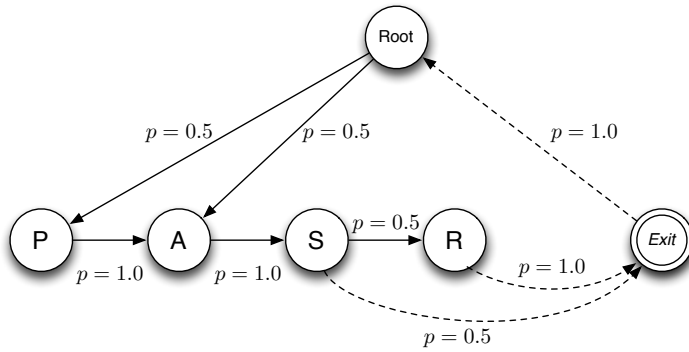 Root
p = 0.5
p = 0.5
p = 1.0
P
A
S
p = 0.5
R
Exit
p = 1.0
p = 1.0
p = 1.0
p = 0.5